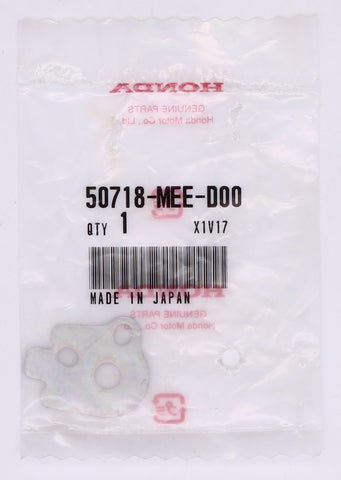 HONDA
GENUINE PARTS
Honda Motor Co., Ltd.
50718-MEE-D00
QTY 1 X1V17
MADE IN JAPAN
HONDA
GENUINE PARTS
Honda Motor Co.,